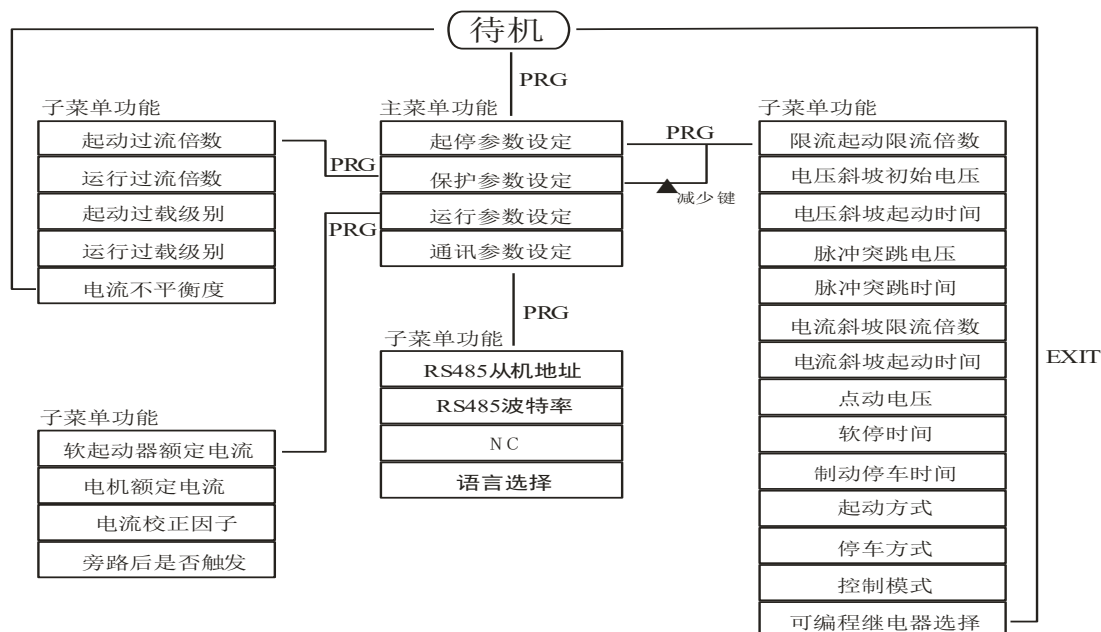 待机
PRG
子菜单功能
起动过流倍数
运行过流倍数
起动过载级别
运行过载级别
电流不平衡度
PRG
PRG
主菜单功能
起停参数设定
保护参数设定
运行参数设定
通讯参数设定
PRG
减少键
子菜单功能
限流起动限流倍数
电压斜坡初始电压
电压斜坡起动时间
脉冲突跳电压
脉冲突跳时间
电流斜坡限流倍数
电流斜坡起动时间
点动电压
软停时间
制动停车时间
起动方式
停车方式
控制模式
可编程继电器选择
EXIT
PRG
子菜单功能
RS485从机地址
RS485波特率
NC
语言选择
子菜单功能
软起动器额定电流
电机额定电流
电流校正因子
旁路后是否触发